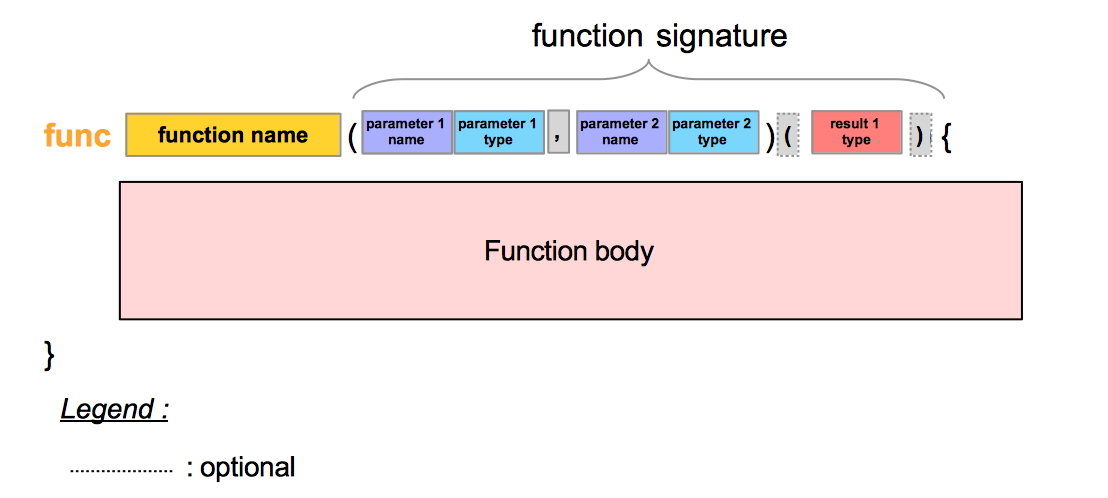 function signature
func function name ( parameter 1 name parameter 1 type , parameter 2 name parameter 2 type ) ( result 1 type ) {
Function body
}
Legend :
: optional